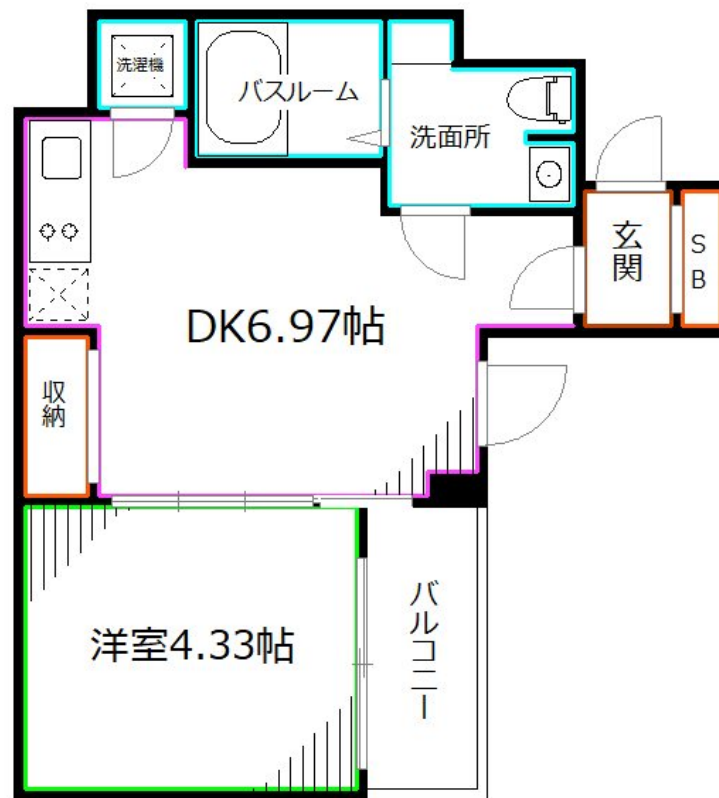 洗濯機
バスルーム
洗面所
玄関
SB
DK6.97帖
収納
洋室4.33帖
バルコニー